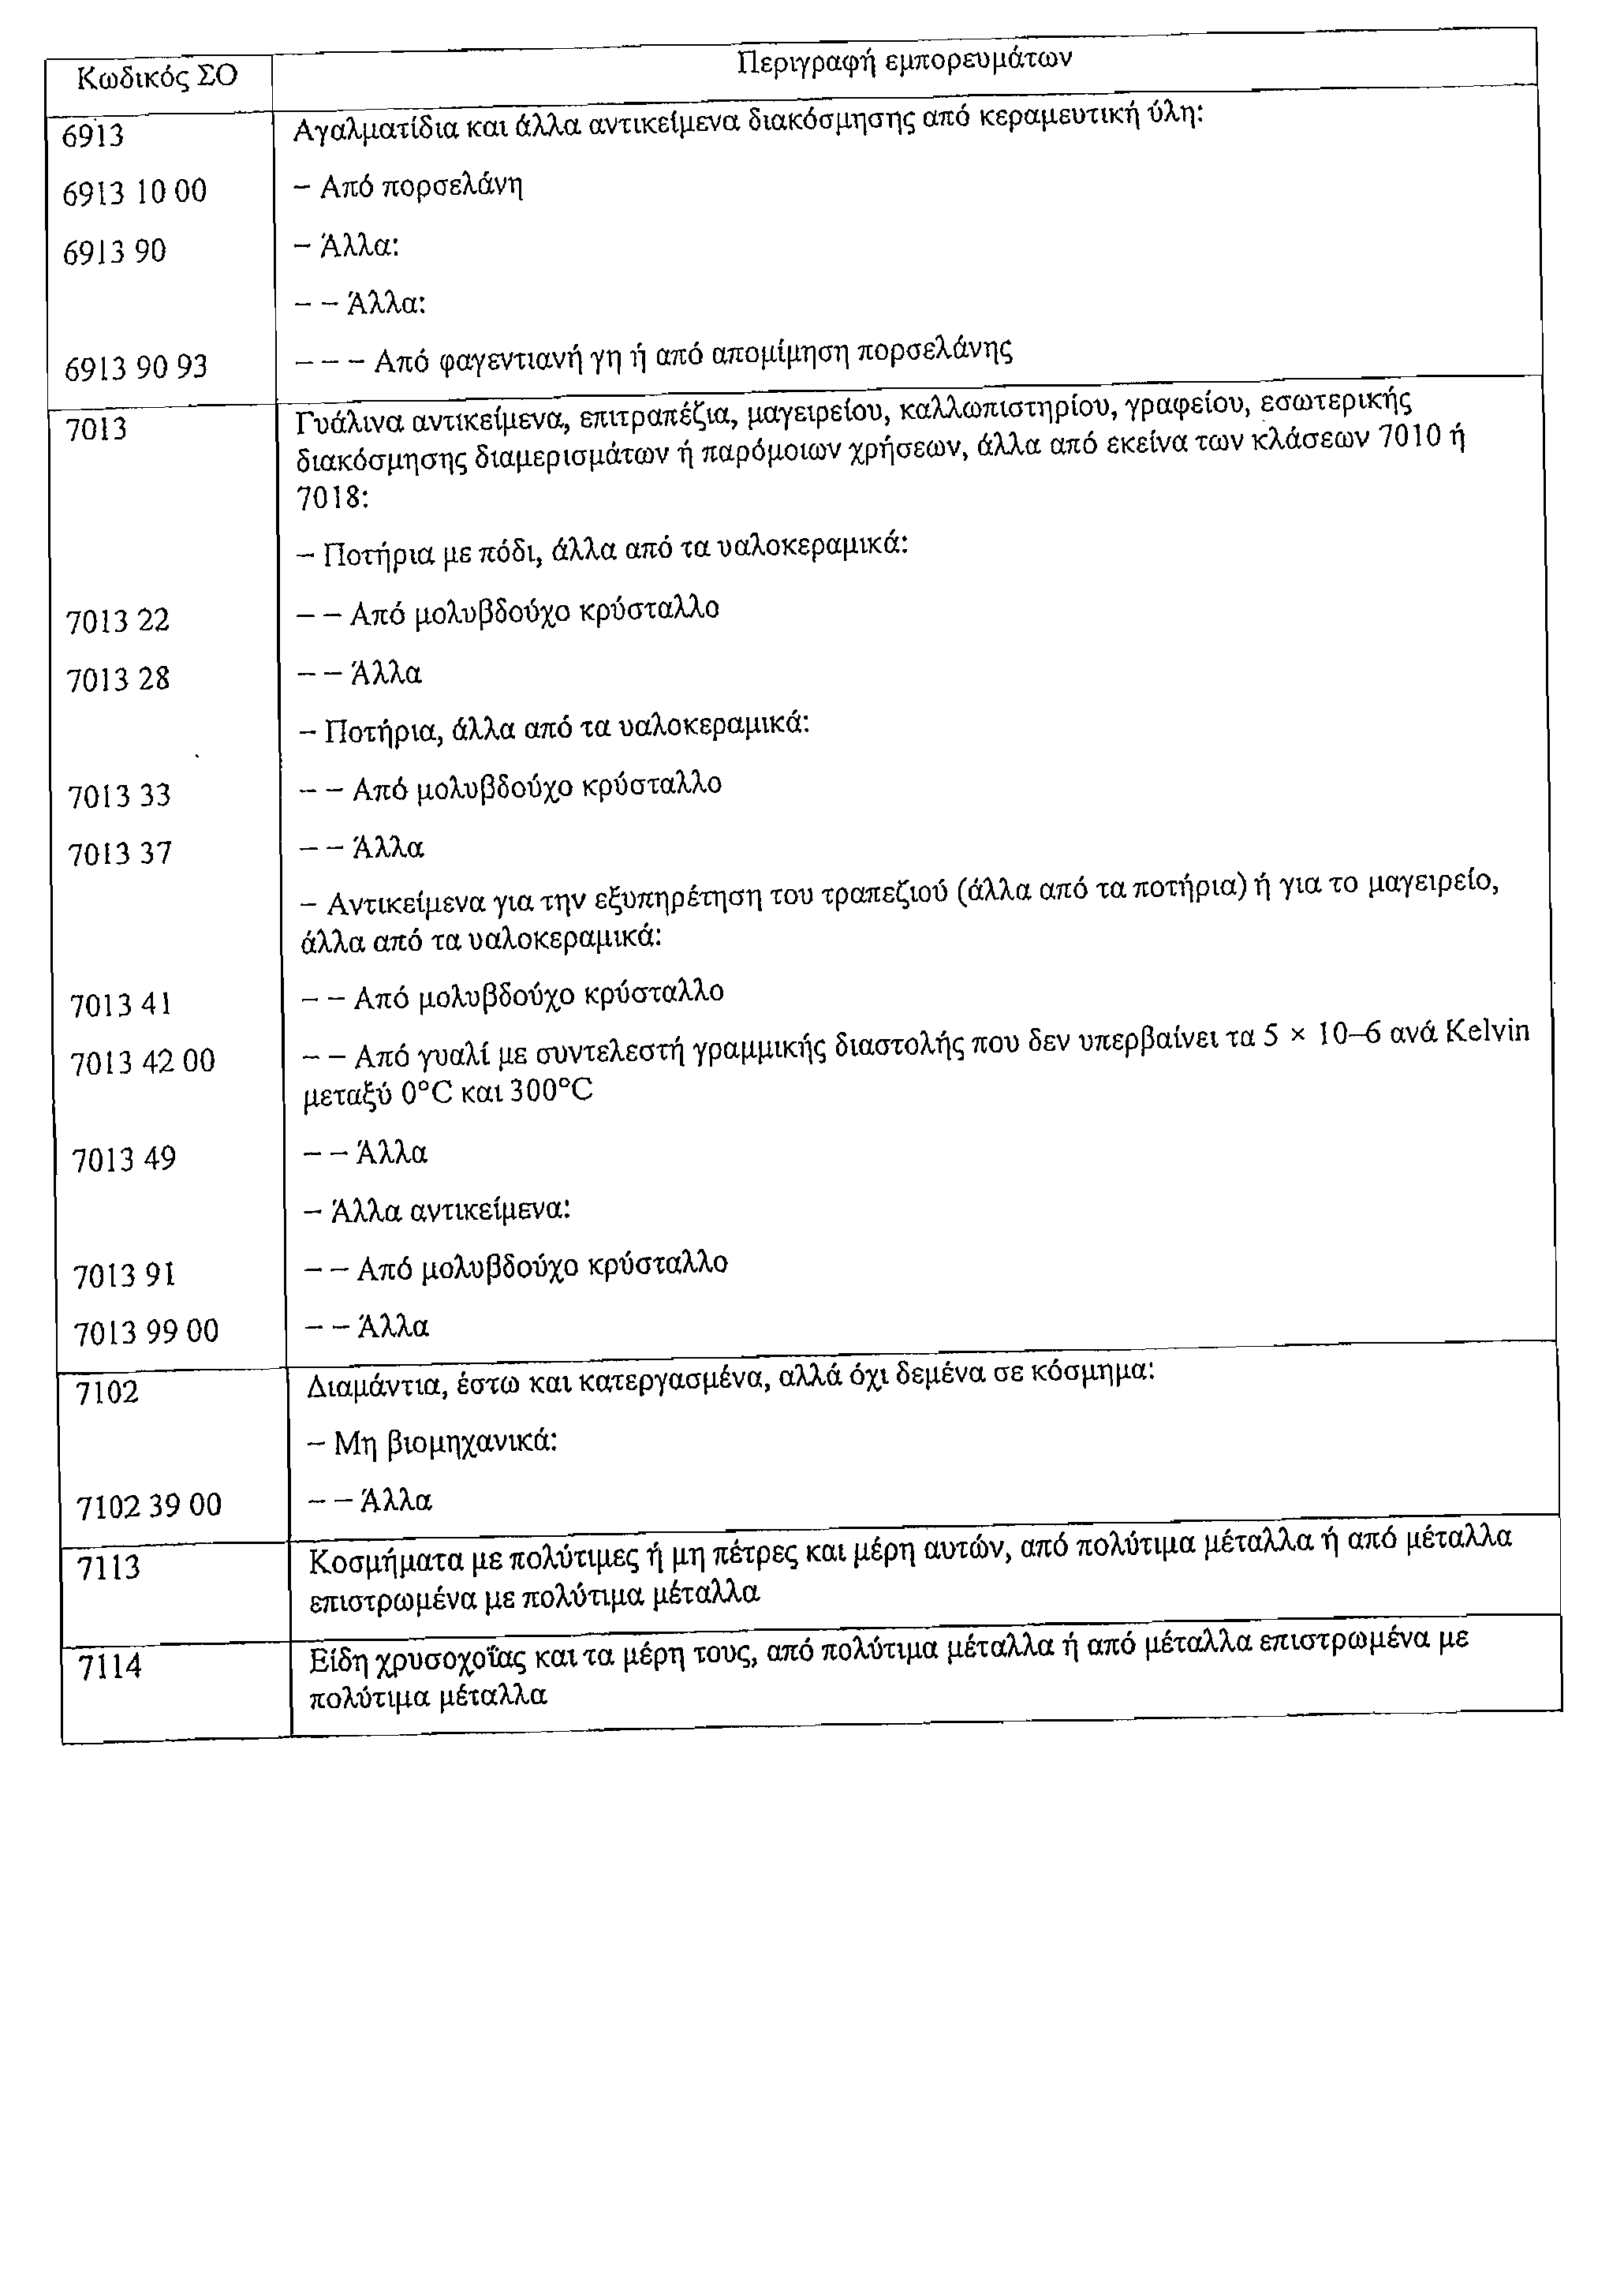 Κωδικός ΣΟ Περιγραφή εμπορευμάτων
6913 Αγαλματίδια και άλλα αντικείμενα διακόσμησης από κεραμευτική ύλη:
6913 10 00 – Από πορσελάνη
6913 90 – Άλλα:
– – Άλλα:
6913 90 93 – – – Από φαγεντιανή γη ή από απομίμηση πορσελάνης
7013 Γυάλινα αντικείμενα, επιτραπέζια, μαγειρείου, καλλωπιστηρίου, γραφείου, εσωτερικής
διακόσμησης διαμερισμάτων ή παρόμοιων χρήσεων, άλλα από εκείνα των κλάσεων 7010 ή
7018:
– Ποτήρια με πόδι, άλλα από τα υαλοκεραμικά:
7013 22 – – Από μολυβδούχο κρύσταλλο
7013 28 – – Άλλα
– Ποτήρια, άλλα από τα υαλοκεραμικά:
7013 33 – – Από μολυβδούχο κρύσταλλο
7013 37 – – Άλλα
– Αντικείμενα για την εξυπηρέτηση του τραπεζιού (άλλα από τα ποτήρια) ή για το μαγειρείο,
άλλα από τα υαλοκεραμικά:
7013 41 – – Από μολυβδούχο κρύσταλλο
7013 42 00 – – Από γυαλί με συντελεστή γραμμικής διαστολής που δεν υπερβαίνει τα 5 × 10–6 ανά Kelvin
μεταξύ 0°C και 300°C
7013 49 – – Άλλα
– Άλλα αντικείμενα:
7013 91 – – Από μολυβδούχο κρύσταλλο
7013 99 00 – – Άλλα
7102 Διαμάντια, έστω και κατεργασμένα, αλλά όχι δεμένα σε κόσμημα:
– Μη βιομηχανικά:
7102 39 00 – – Άλλα
7113 Κοσμήματα με πολύτιμες ή μη πέτρες και μέρη αυτών, από πολύτιμα μέταλλα ή από μέταλλα
επιστρωμένα με πολύτιμα μέταλλα
7114 Είδη χρυσοχοΐας και τα μέρη τους, από πολύτιμα μέταλλα ή από μέταλλα επιστρωμένα με
πολύτιμα μέταλλα